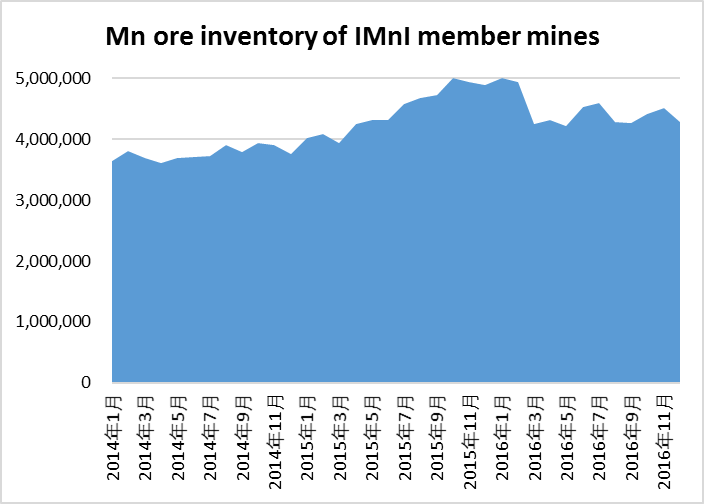 Mn ore inventory of IMnI member mines
5,000,000
4,000,000
3,000,000
2,000,000
1,000,000
0
2014年1月
2014年3月
2014年5月
2014年7月
2014年9月
2014年11月
2015年1月
2015年3月
2015年5月
2015年7月
2015年9月
2015年11月
2016年1月
2016年3月
2016年5月
2016年7月
2016年9月
2016年11月